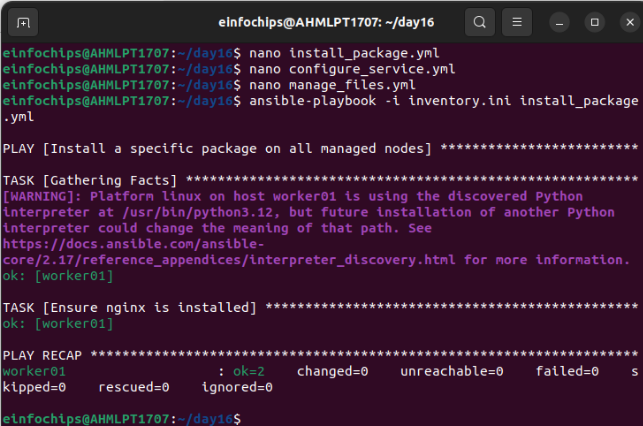 einfochips@AHMLPT1707: ~/day16
einfochips@AHMLPT1707:~/day16$ nano install_package.yml
einfochips@AHMLPT1707:~/day16$ nano configure_service.yml
einfochips@AHMLPT1707:~/day16$ nano manage_files.yml
einfochips@AHMLPT1707:~/day16$ ansible-playbook -i inventory.ini install_package
.yml
PLAY [Install a specific package on all managed nodes] *************************
TASK [Gathering Facts] *********************************************************
[WARNING]: Platform linux on host worker01 is using the discovered Python
interpreter at /usr/bin/python3.12, but future installation of another Python
interpreter could change the meaning of that path. See
https://docs.ansible.com/ansible-
core/2.17/reference_appendices/interpreter_discovery.html for more information.
ok: [worker01]
TASK [Ensure nginx is installed] ***********************************************
ok: [worker01]
PLAY RECAP *********************************************************************
worker01                   : ok=2    changed=0    unreachable=0    failed=0    s
kipped=0    rescued=0    ignored=0
einfochips@AHMLPT1707:~/day16$